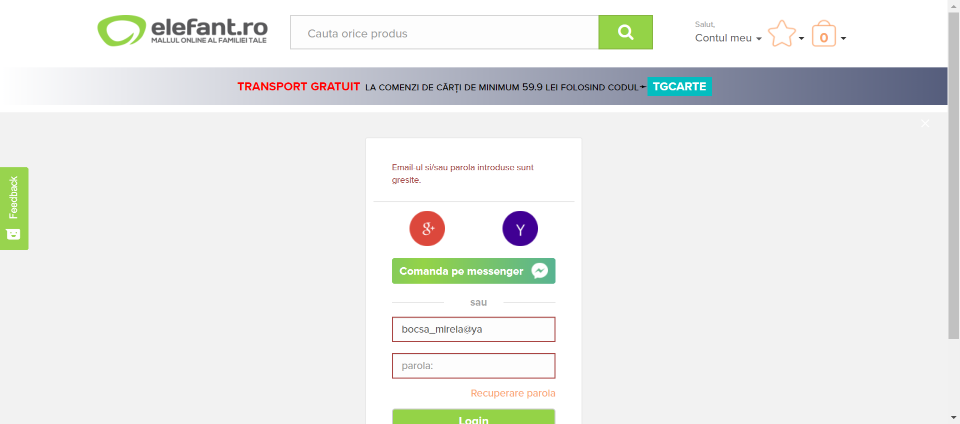 elefant.ro
MALLUL ONLINE AL FAMILIEI TALE
Cauta orice produs
Salut,
Contul meu
0
TRANSPORT GRATUIT LA COMENZI DE CĂRȚI DE MINIMUM 59.9 LEI FOLOSIND CODUL TGCARTE
Feedback
Email-ul si/sau parola introduse sunt
gresite.
g+ Y
Comanda pe messenger
sau
bocsa_mirela@ya
parola:
Recuperare parola
Login